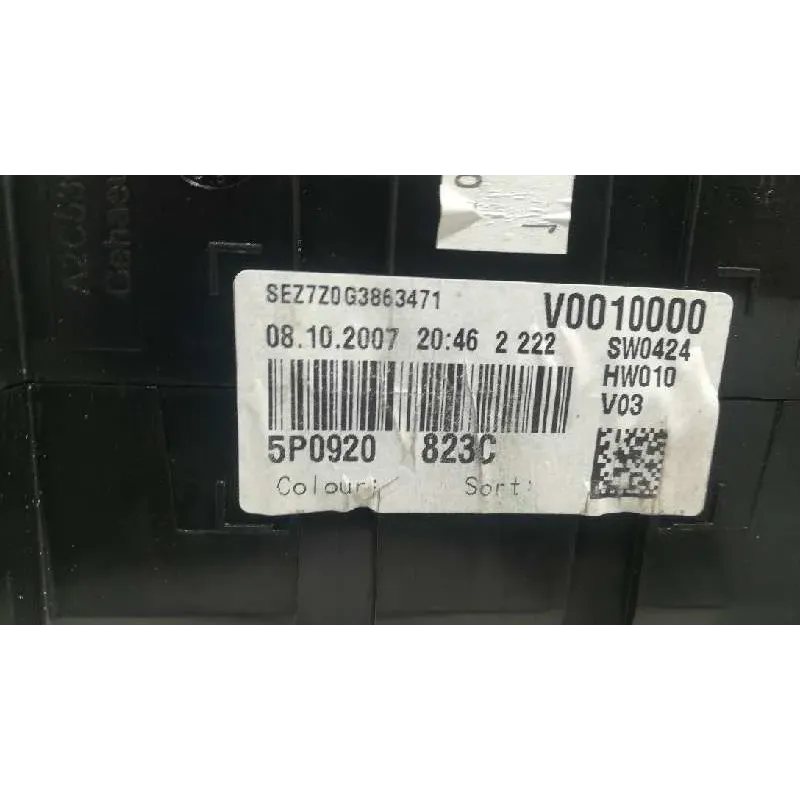 SEZ7Z0G3863471
V0010000
08.10.2007 20:46 2 222
SW0424
HW010
V03
5P0920 823C
Colour: Sort: